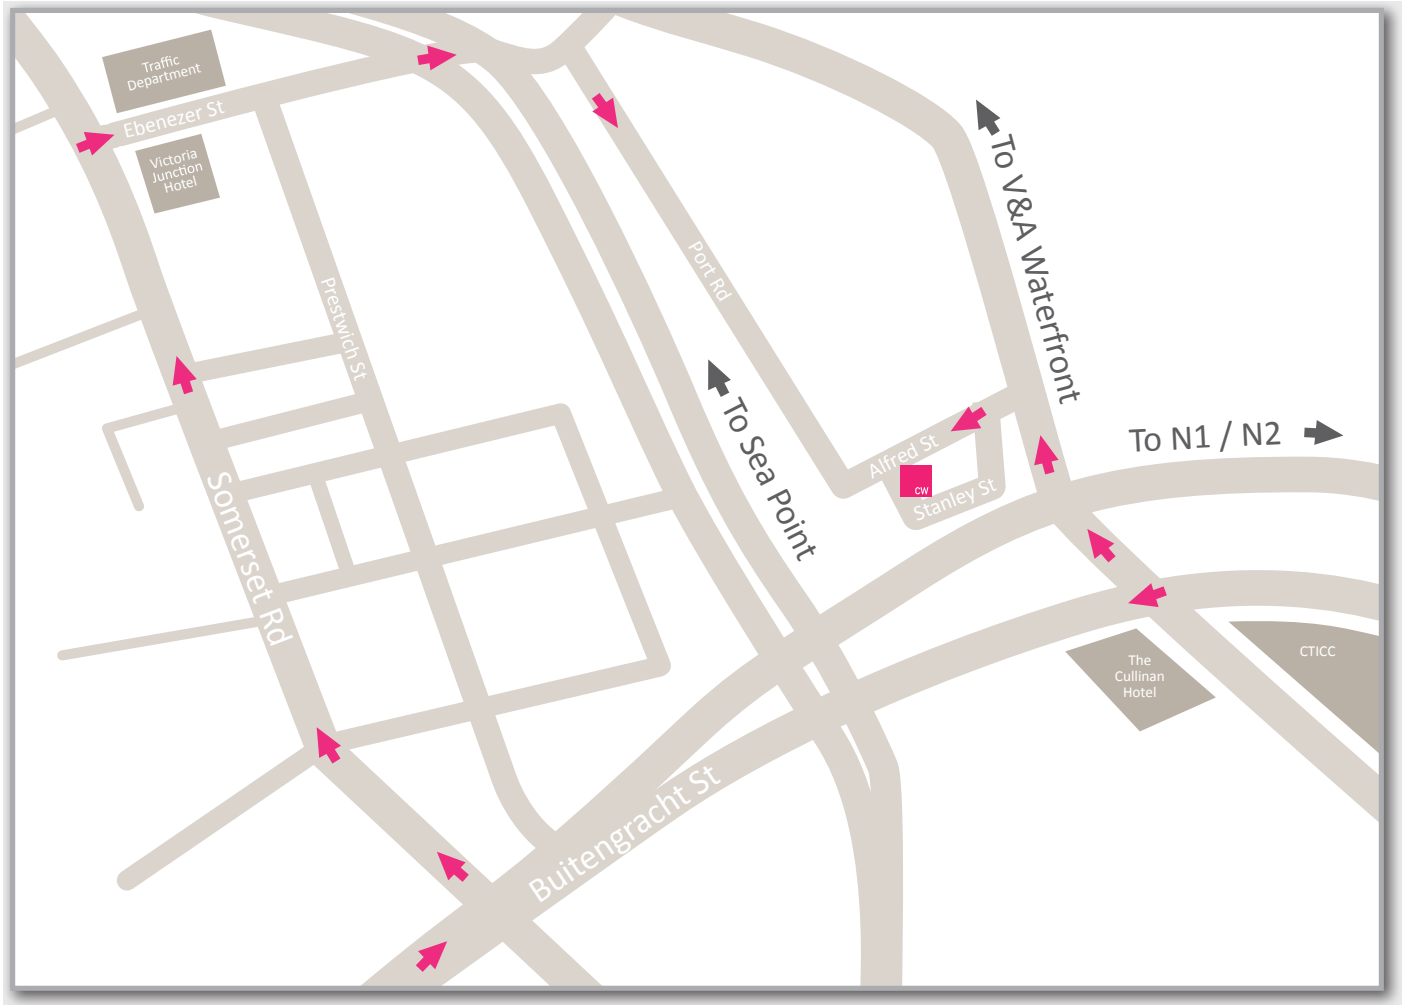 Traffic
Department
Ebenezer St
Victoria
Junction
Hotel
Prestwich St
Port Rd
To V&A Waterfront
To Sea Point
To N1 / N2
Alfred St
CW
Stanley St
Somerset Rd
The
Cullinan
Hotel
CTICC
Buitengracht St